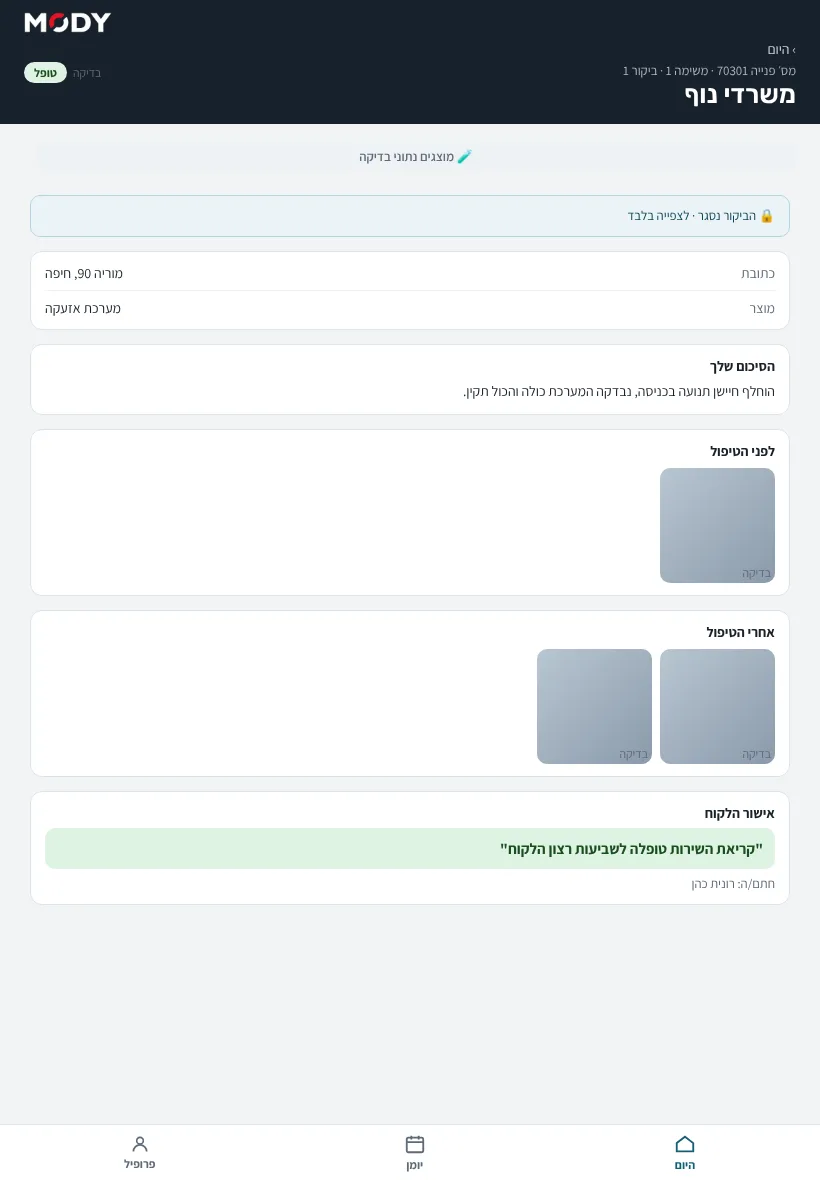 MODY
› היום
מס׳ פנייה 70301 · משימה 1 · ביקור 1
משרדי נוף
בדיקה
טופל
🧪 מוצגים נתוני בדיקה
🔒 הביקור נסגר · לצפייה בלבד
כתובת
מוריה 90, חיפה
מוצר
מערכת אזעקה
הסיכום שלך
הוחלף חיישן תנועה בכניסה, נבדקה המערכת כולה והכול תקין.
לפני הטיפול
בדיקה
אחרי הטיפול
בדיקה
בדיקה
אישור הלקוח
"קריאת השירות טופלה לשביעות רצון הלקוח"
חתם/ה: רונית כהן
היום
יומן
פרופיל